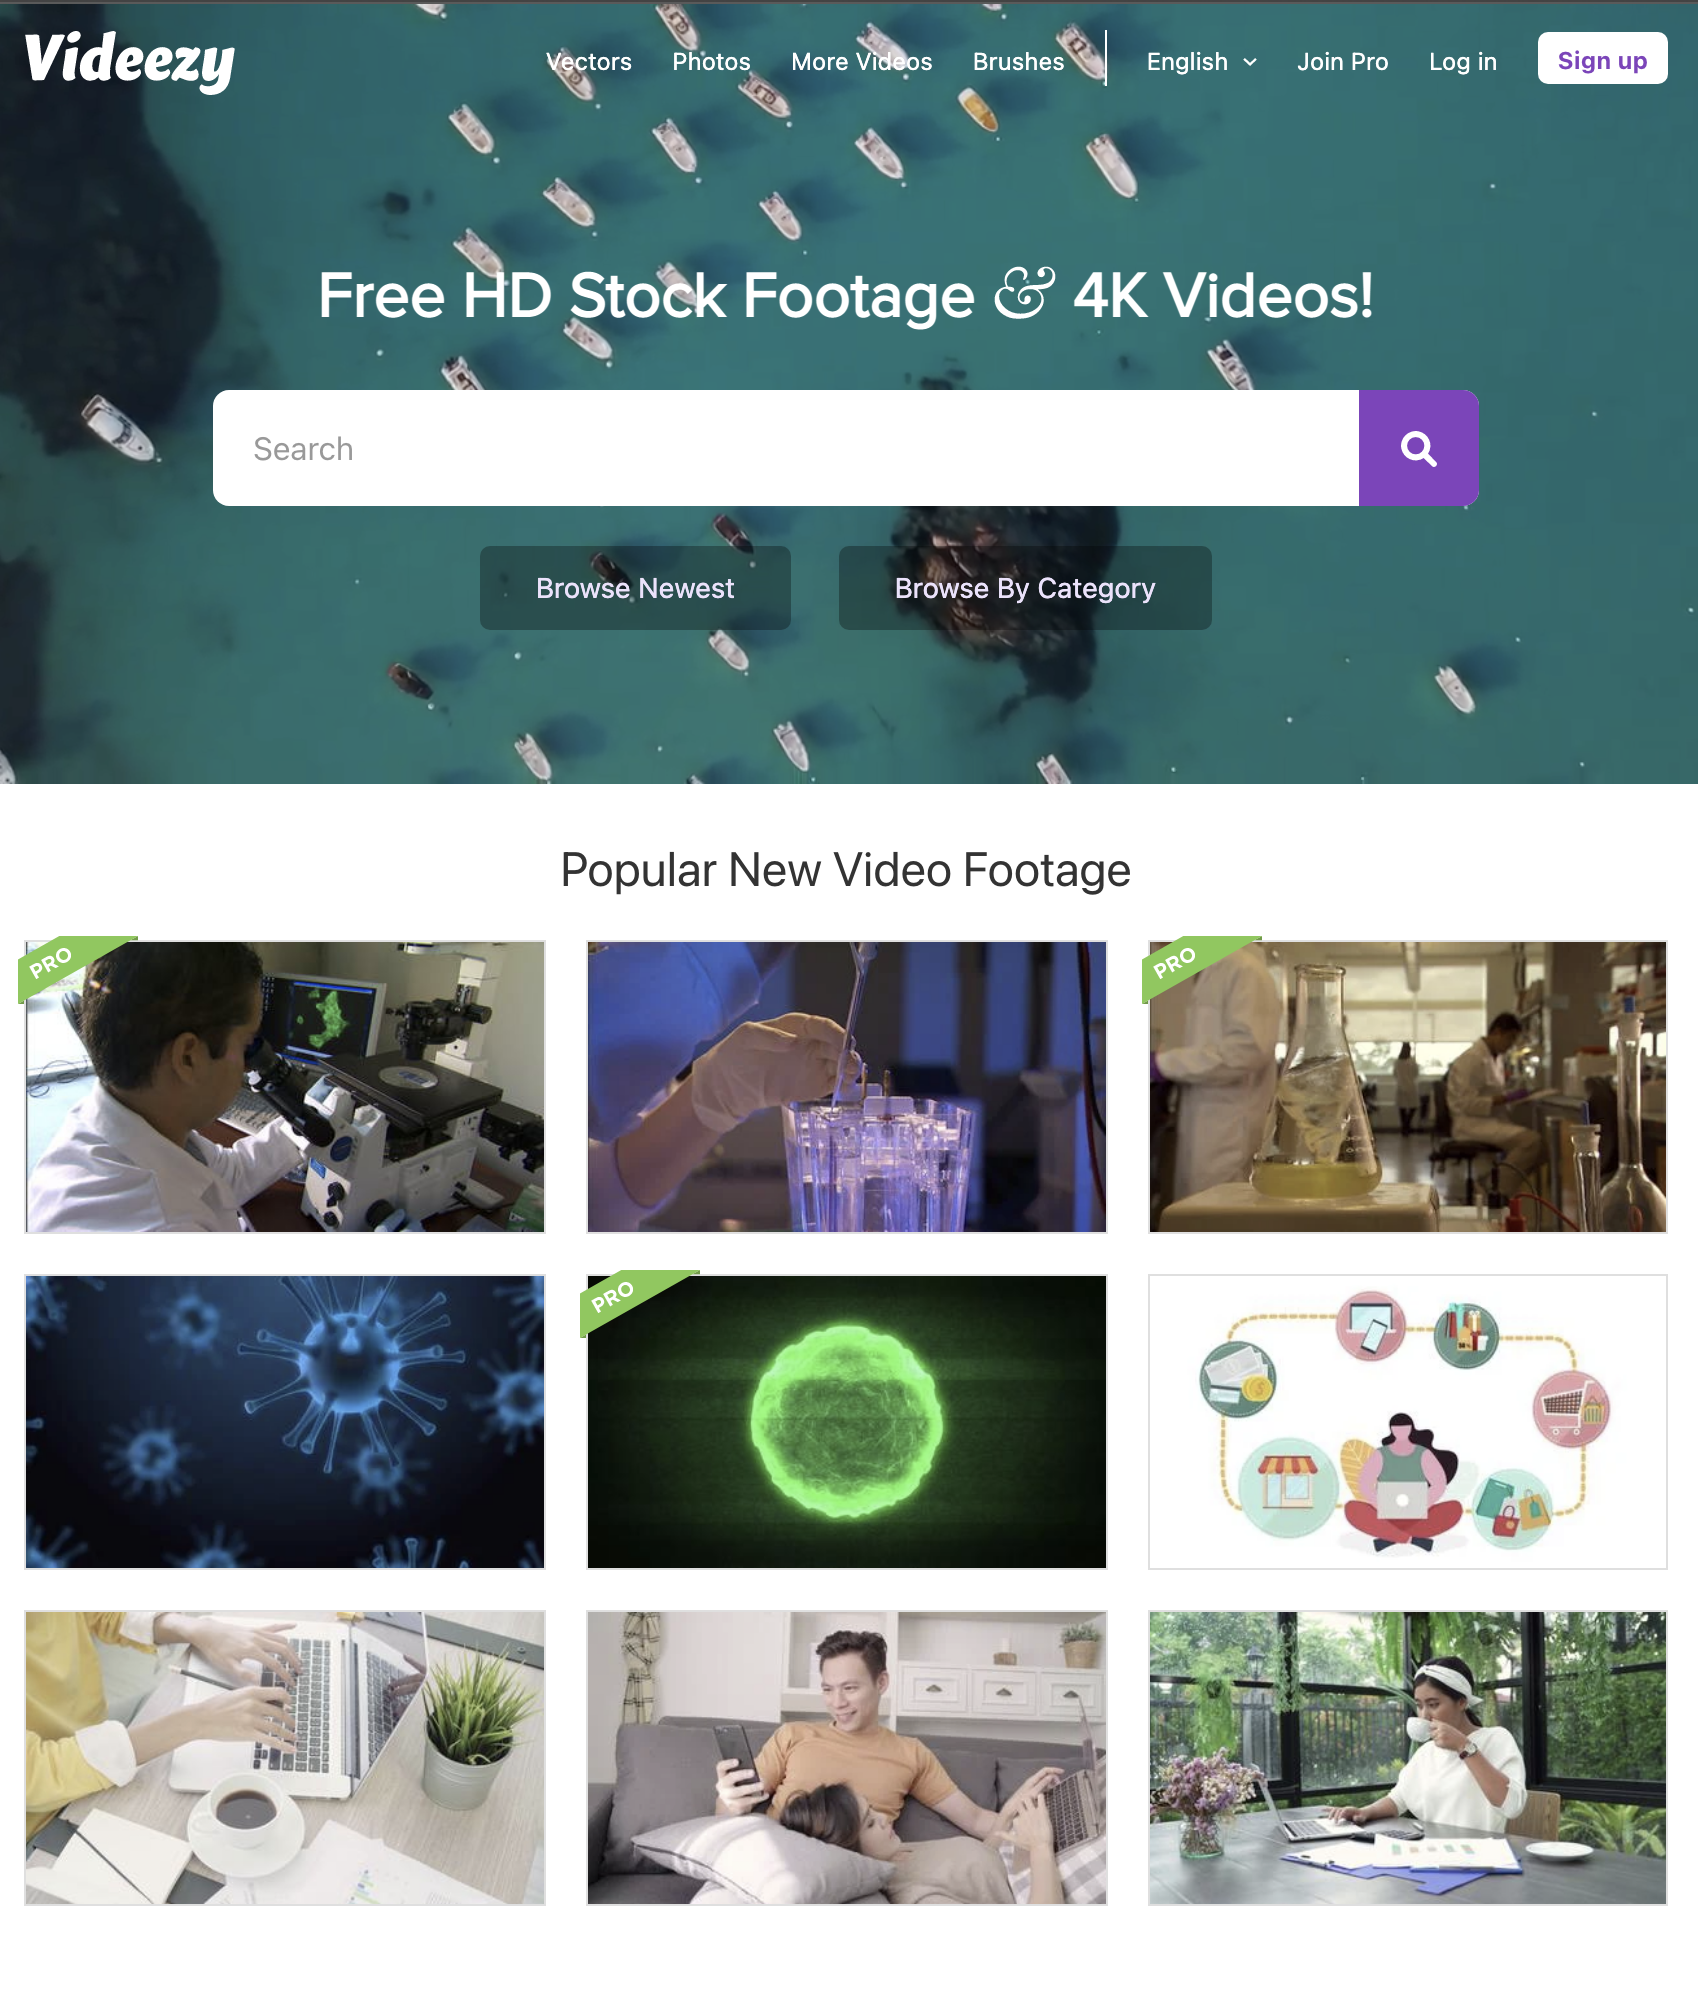 Videezy
Vectors Photos More Videos Brushes English Join Pro Log in Sign up
Free HD Stock Footage & 4K Videos!
Search
Browse Newest Browse By Category
Popular New Video Footage
PRO PRO
PRO